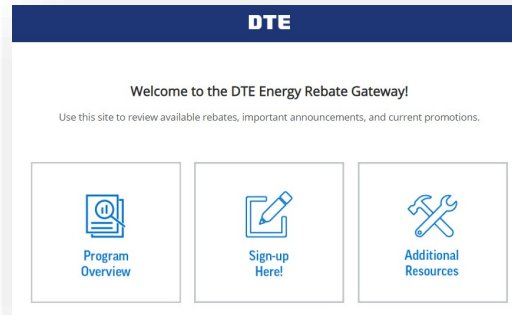 DTE
Welcome to the DTE Energy Rebate Gateway!
Use this site to review available rebates, important announcements, and current promotions.
Program
Overview
Sign-up
Here!
Additional
Resources